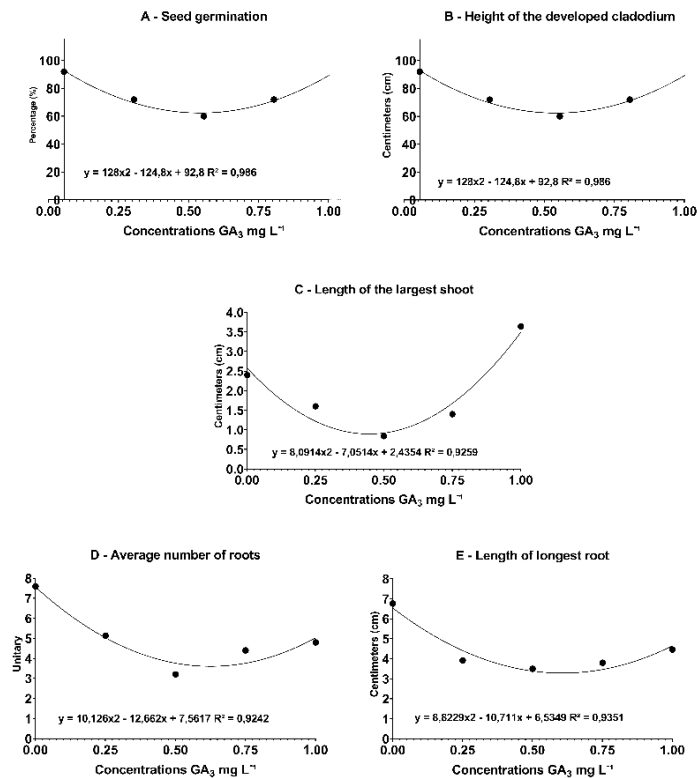 A - Seed germination
Percentage (%)
100
80
60
40
20
0
y = 128x2 - 124,8x + 92,8 R² = 0,986
0.00 0.25 0.50 0.75 1.00
Concentrations GA₃ mg L⁻¹
B - Height of the developed cladodium
Centimeters (cm)
100
80
60
40
20
0
y = 128x2 - 124,8x + 92,8 R² = 0,986
0.00 0.25 0.50 0.75 1.00
Concentrations GA₃ mg L⁻¹
C - Length of the largest shoot
Centimeters (cm)
4.0
3.5
3.0
2.5
2.0
1.5
1.0
0.5
0.0
y = 8,0914x2 - 7,0514x + 2,4354 R² = 0,9259
0.00 0.25 0.50 0.75 1.00
Concentrations GA₃ mg L⁻¹
D - Average number of roots
Unitary
8
7
6
5
4
3
2
1
0
y = 10,126x2 - 12,662x + 7,5617 R² = 0,9242
0.00 0.25 0.50 0.75 1.00
Concentrations GA₃ mg L⁻¹
E - Length of longest root
Centimeters (cm)
8
7
6
5
4
3
2
1
0
y = 8,8229x2 - 10,711x + 6,5349 R² = 0,9351
0.00 0.25 0.50 0.75 1.00
Concentrations GA₃ mg L⁻¹